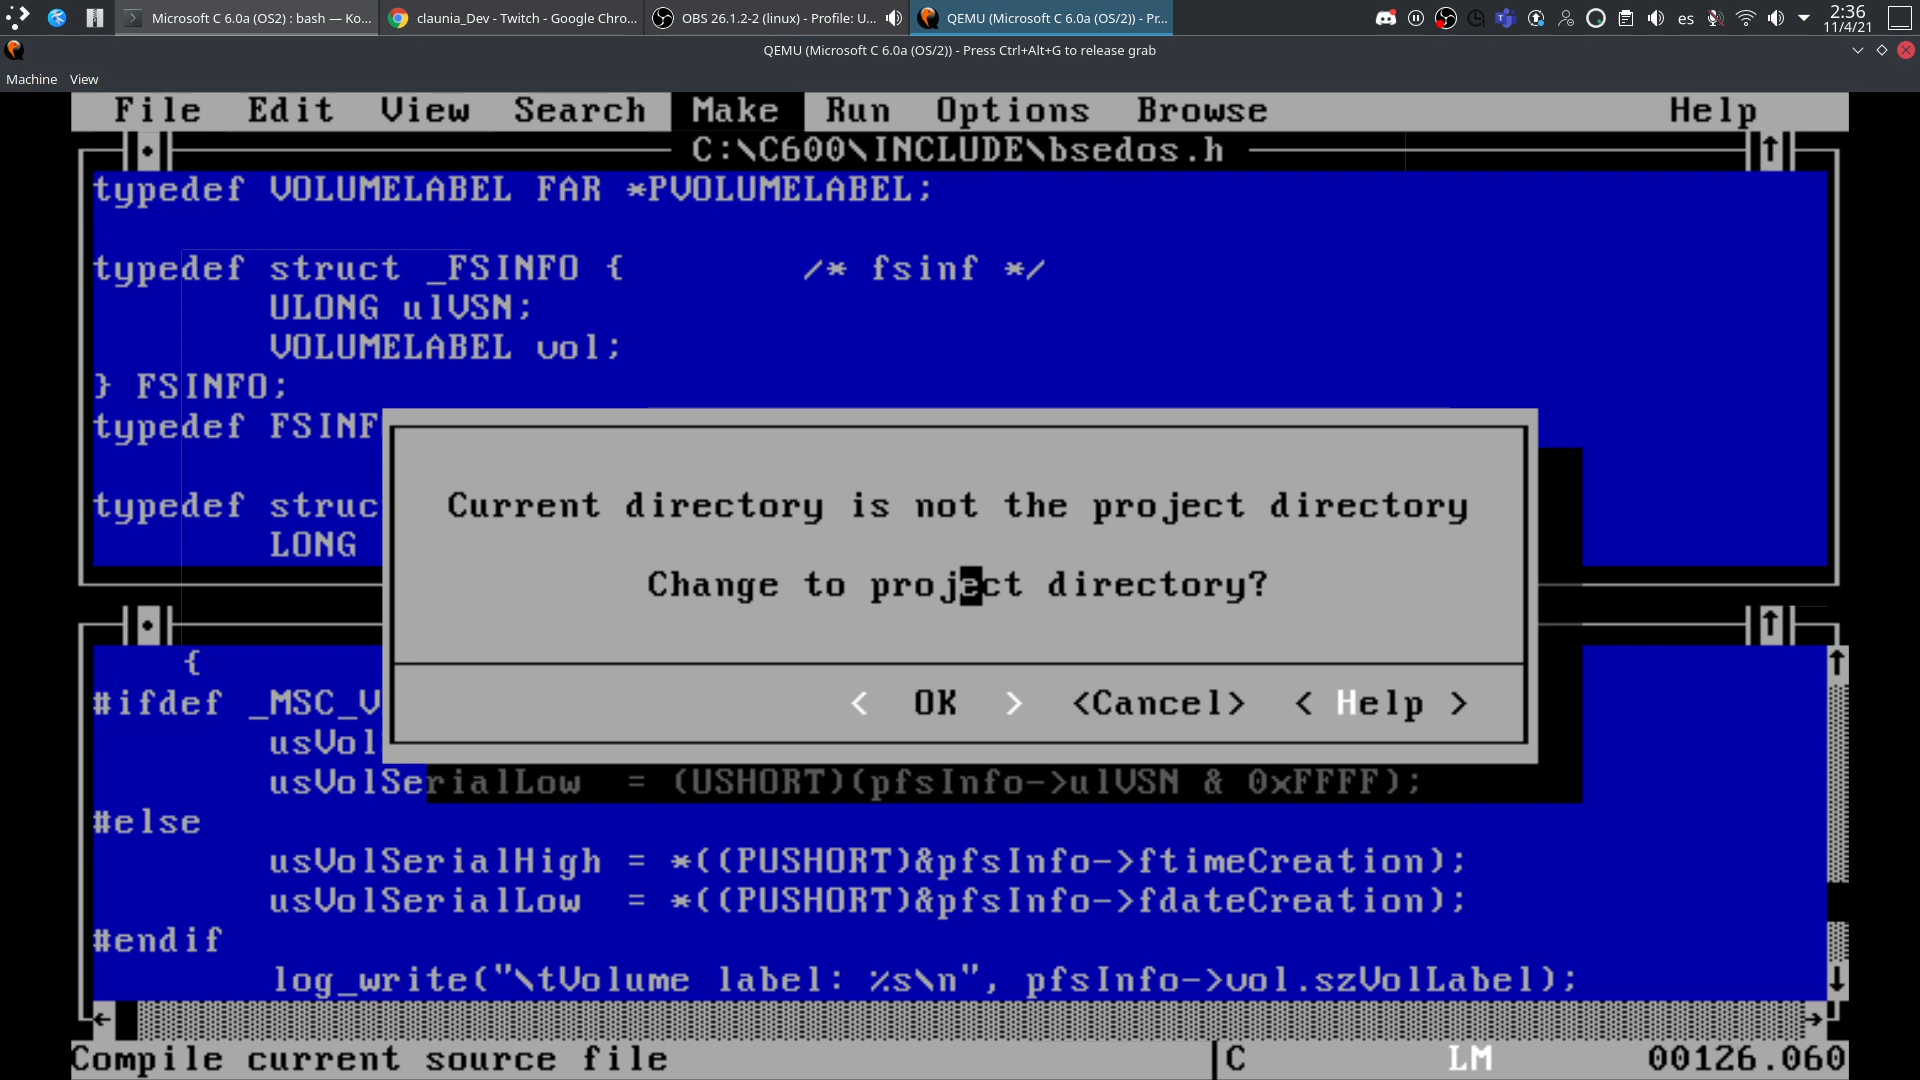 Microsoft C 6.0a (OS2) : bash — Ko...
claunia_Dev - Twitch - Google Chro...
OBS 26.1.2-2 (linux) - Profile: U...
QEMU (Microsoft C 6.0a (OS/2)) - Pr...
es
2:36
11/4/21
QEMU (Microsoft C 6.0a (OS/2)) - Press Ctrl+Alt+G to release grab
Machine View
File Edit View Search Make Run Options Browse Help
C:\C600\INCLUDE\bsedos.h
typedef VOLUMELABEL FAR *PVOLUMELABEL;
typedef struct _FSINFO { /* fsinf */
ULONG ulVSN;
VOLUMELABEL vol;
} FSINFO;
typedef FSINF
typedef struc
LONG
Current directory is not the project directory
Change to project directory?
< OK > <Cancel> < Help >
{
#ifdef _MSC_V
usVol
usVolSerialLow = (USHORT)(pfsInfo->ulVSN & 0xFFFF);
#else
usVolSerialHigh = *((PUSHORT)&pfsInfo->ftimeCreation);
usVolSerialLow = *((PUSHORT)&pfsInfo->fdateCreation);
#endif
log_write("\tVolume label: %s\n", pfsInfo->vol.szVolLabel);
Compile current source file
C LM 00126.060